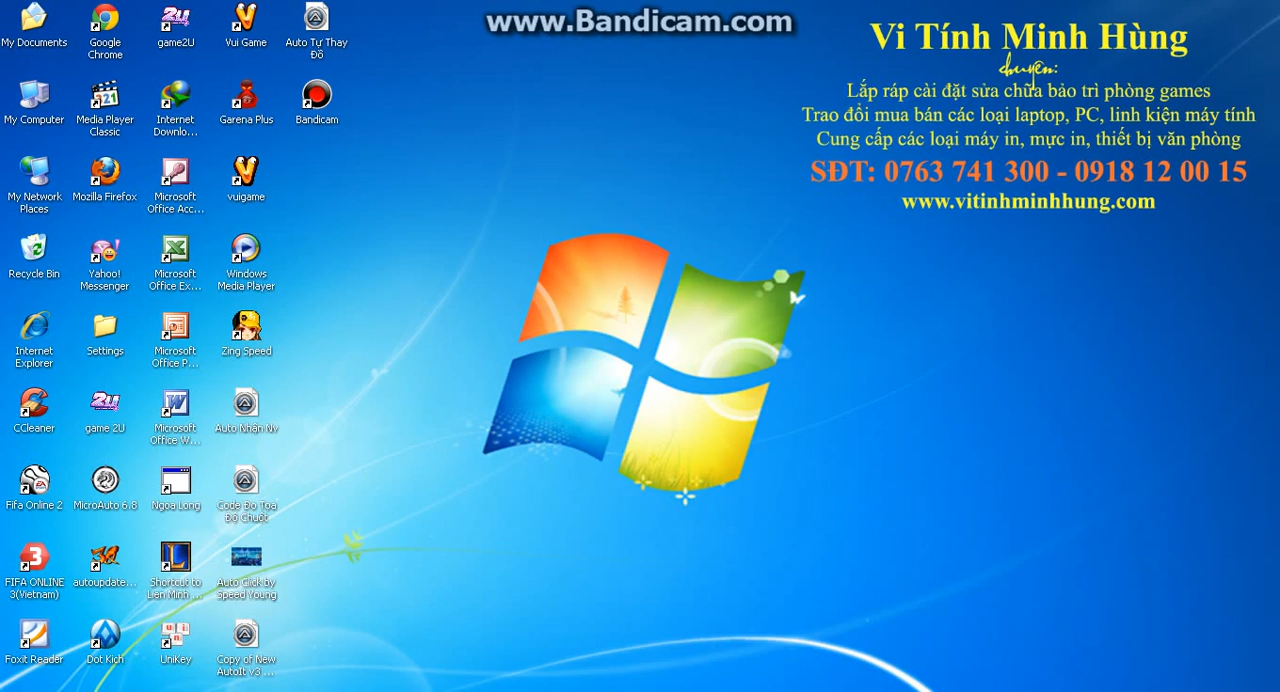 www.Bandicam.com
Vi Tính Minh Hùng
chuyên:
Lắp ráp cài đặt sửa chữa bảo trì phòng games
Trao đổi mua bán các loại laptop, PC, linh kiện máy tính
Cung cấp các loại máy in, mực in, thiết bị văn phòng
SĐT: 0763 741 300 - 0918 12 00 15
www.vitinhminhhung.com
My Documents
Google
Chrome
game2U
Vui Game
Auto Tự Thay
Đồ
My Computer
Media Player
Classic
Internet
Downlo...
Garena Plus
Bandicam
My Network
Places
Mozilla Firefox
Microsoft
Office Acc...
vuigame
Recycle Bin
Yahoo!
Messenger
Microsoft
Office Ex...
Windows
Media Player
Internet
Explorer
Settings
Microsoft
Office P...
Zing Speed
CCleaner
game 2U
Microsoft
Office W...
Auto Nhận Nv
Fifa Online 2
MicroAuto 6.8
Ngoa Long
Code Đo Tọa
Độ Chuột
FIFA ONLINE
3(Vietnam)
autoupdate...
Shortcut to
Lien Minh ...
Auto Click by
Speed Young
Foxit Reader
Dot Kich
UniKey
Copy of New
AutoIt v3 ...